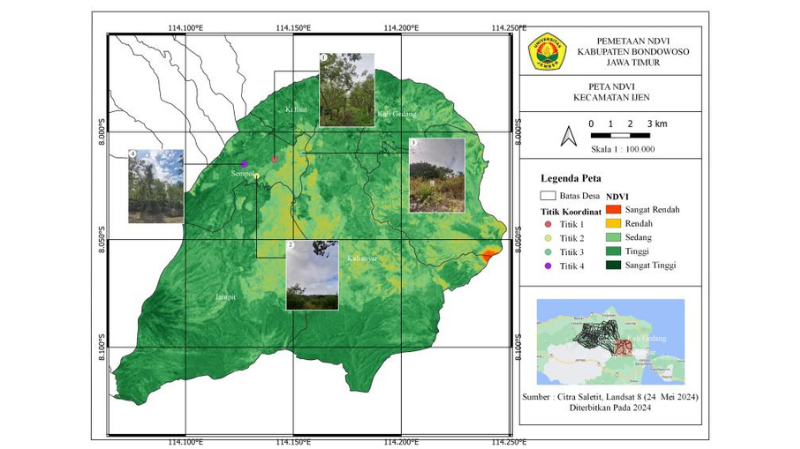 114.100°E 114.150°E 114.200°E 114.250°E
8.000°S 8.000°S
8.050°S 8.050°S
8.100°S 8.100°S
114.100°E 114.150°E 114.200°E 114.250°E
1
2
3
4
Kali Gedang
Sempol
Kalianyar
Jampit
UNIVERSITAS JEMBER
PEMETAAN NDVI
KABUPATEN BONDOWOSO
JAWA TIMUR
PETA NDVI
KECAMATAN IJEN
0 1 2 3 km
Skala 1 : 100.000
Legenda Peta
Batas Desa
Titik Koordinat
Titik 1
Titik 2
Titik 3
Titik 4
NDVI
Sangat Rendah
Rendah
Sedang
Tinggi
Sangat Tinggi
Kali Gedang
Sumber : Citra Saletit, Landsat 8 (24 Mei 2024)
Diterbitkan Pada 2024